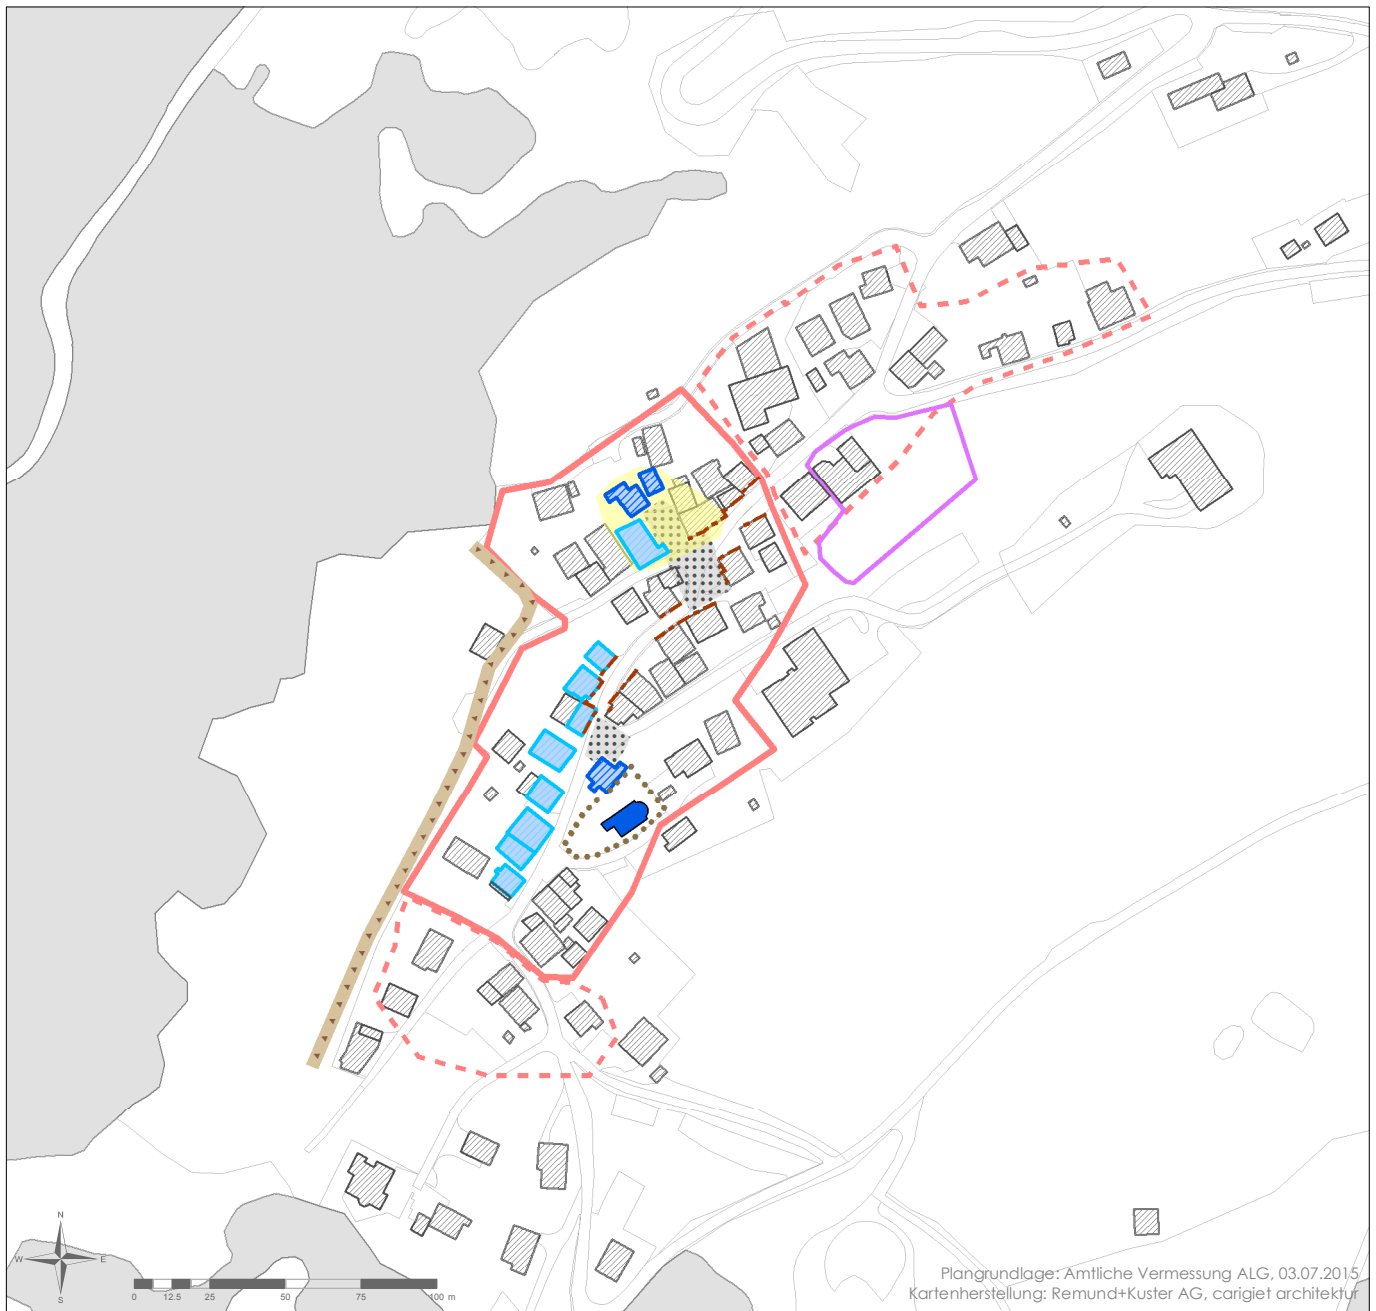 N
W E
S
0 12.5 25 50 75 100 m
Plangrundlage: Amtliche Vermessung ALG, 03.07.2015
Kartenherstellung: Remund+Kuster AG, carigiet architektur